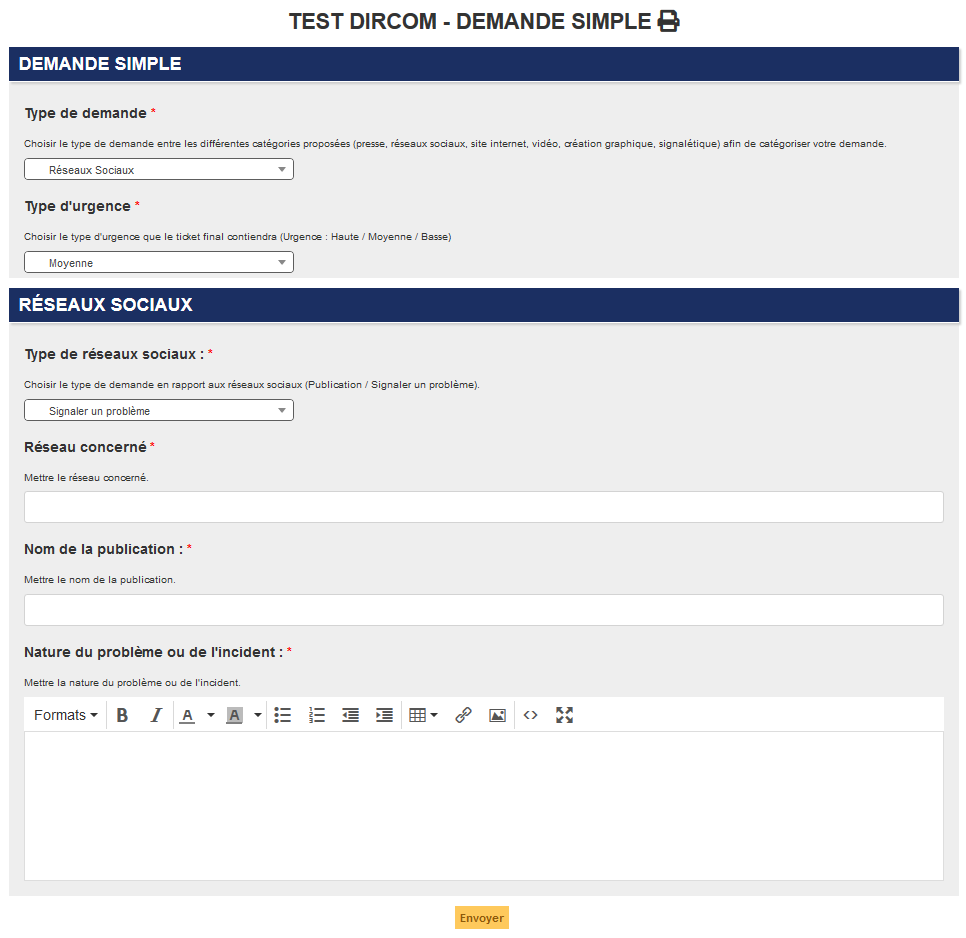 TEST DIRCOM - DEMANDE SIMPLE
DEMANDE SIMPLE
Type de demande *
Choisir le type de demande entre les différentes catégories proposées (presse, réseaux sociaux, site internet, vidéo, création graphique, signalétique) afin de catégoriser votre demande.
Réseaux Sociaux
Type d'urgence *
Choisir le type d'urgence que le ticket final contiendra (Urgence : Haute / Moyenne / Basse)
Moyenne
RÉSEAUX SOCIAUX
Type de réseaux sociaux : *
Choisir le type de demande en rapport aux réseaux sociaux (Publication / Signaler un problème).
Signaler un problème
Réseau concerné *
Mettre le réseau concerné.
Nom de la publication : *
Mettre le nom de la publication.
Nature du problème ou de l'incident : *
Mettre la nature du problème ou de l'incident.
Formats B I A A
Envoyer